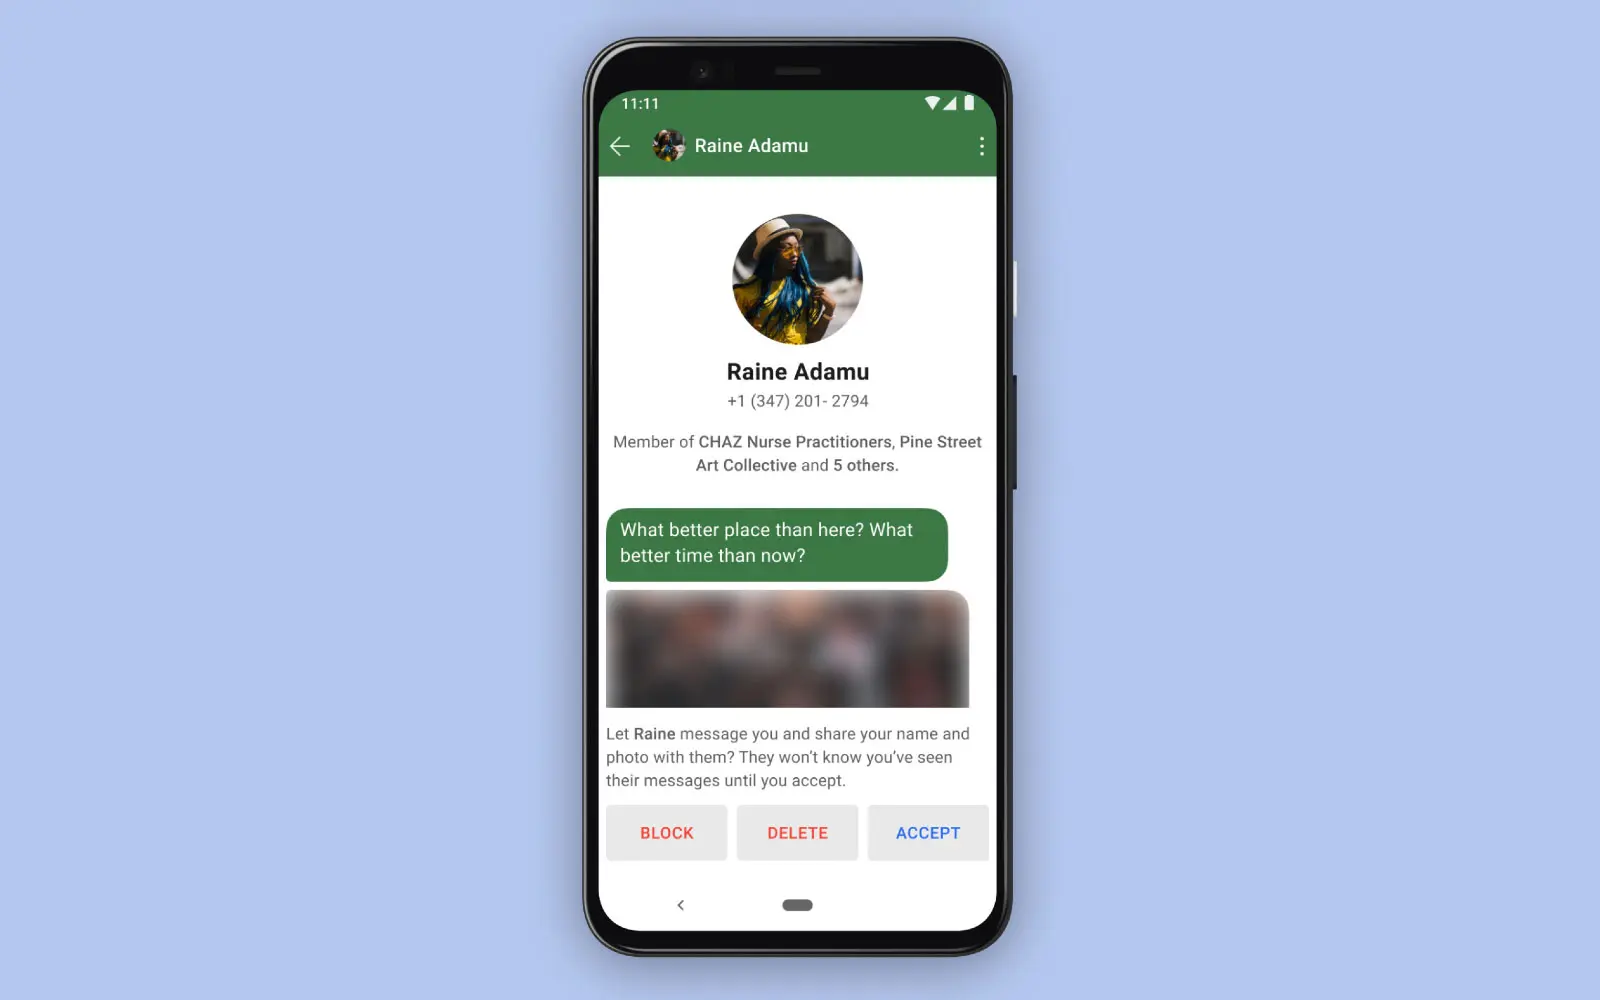 11:11
Raine Adamu
Raine Adamu
+1 (347) 201- 2794
Member of CHAZ Nurse Practitioners, Pine Street
Art Collective and 5 others.
What better place than here? What
better time than now?
Let Raine message you and share your name and
photo with them? They won’t know you’ve seen
their messages until you accept.
BLOCK DELETE ACCEPT